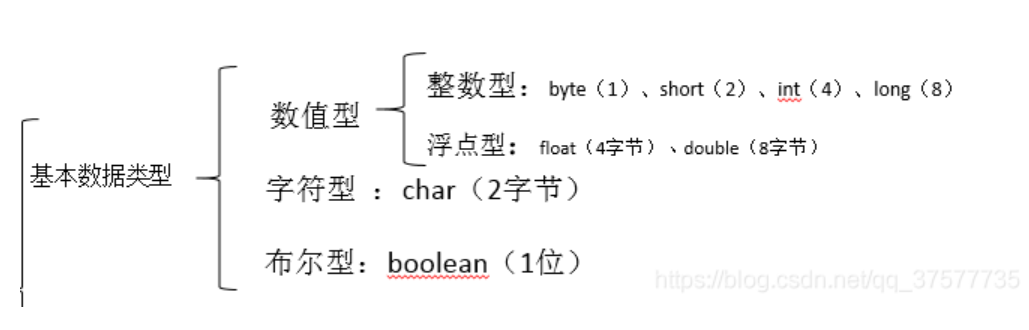 整数型：byte（1）、short（2）、int（4）、long（8）
数值型
浮点型：float（4字节）、double（8字节）
基本数据类型
字符型：char（2字节）
布尔型：boolean（1位）
https://blog.csdn.net/qq_37577735